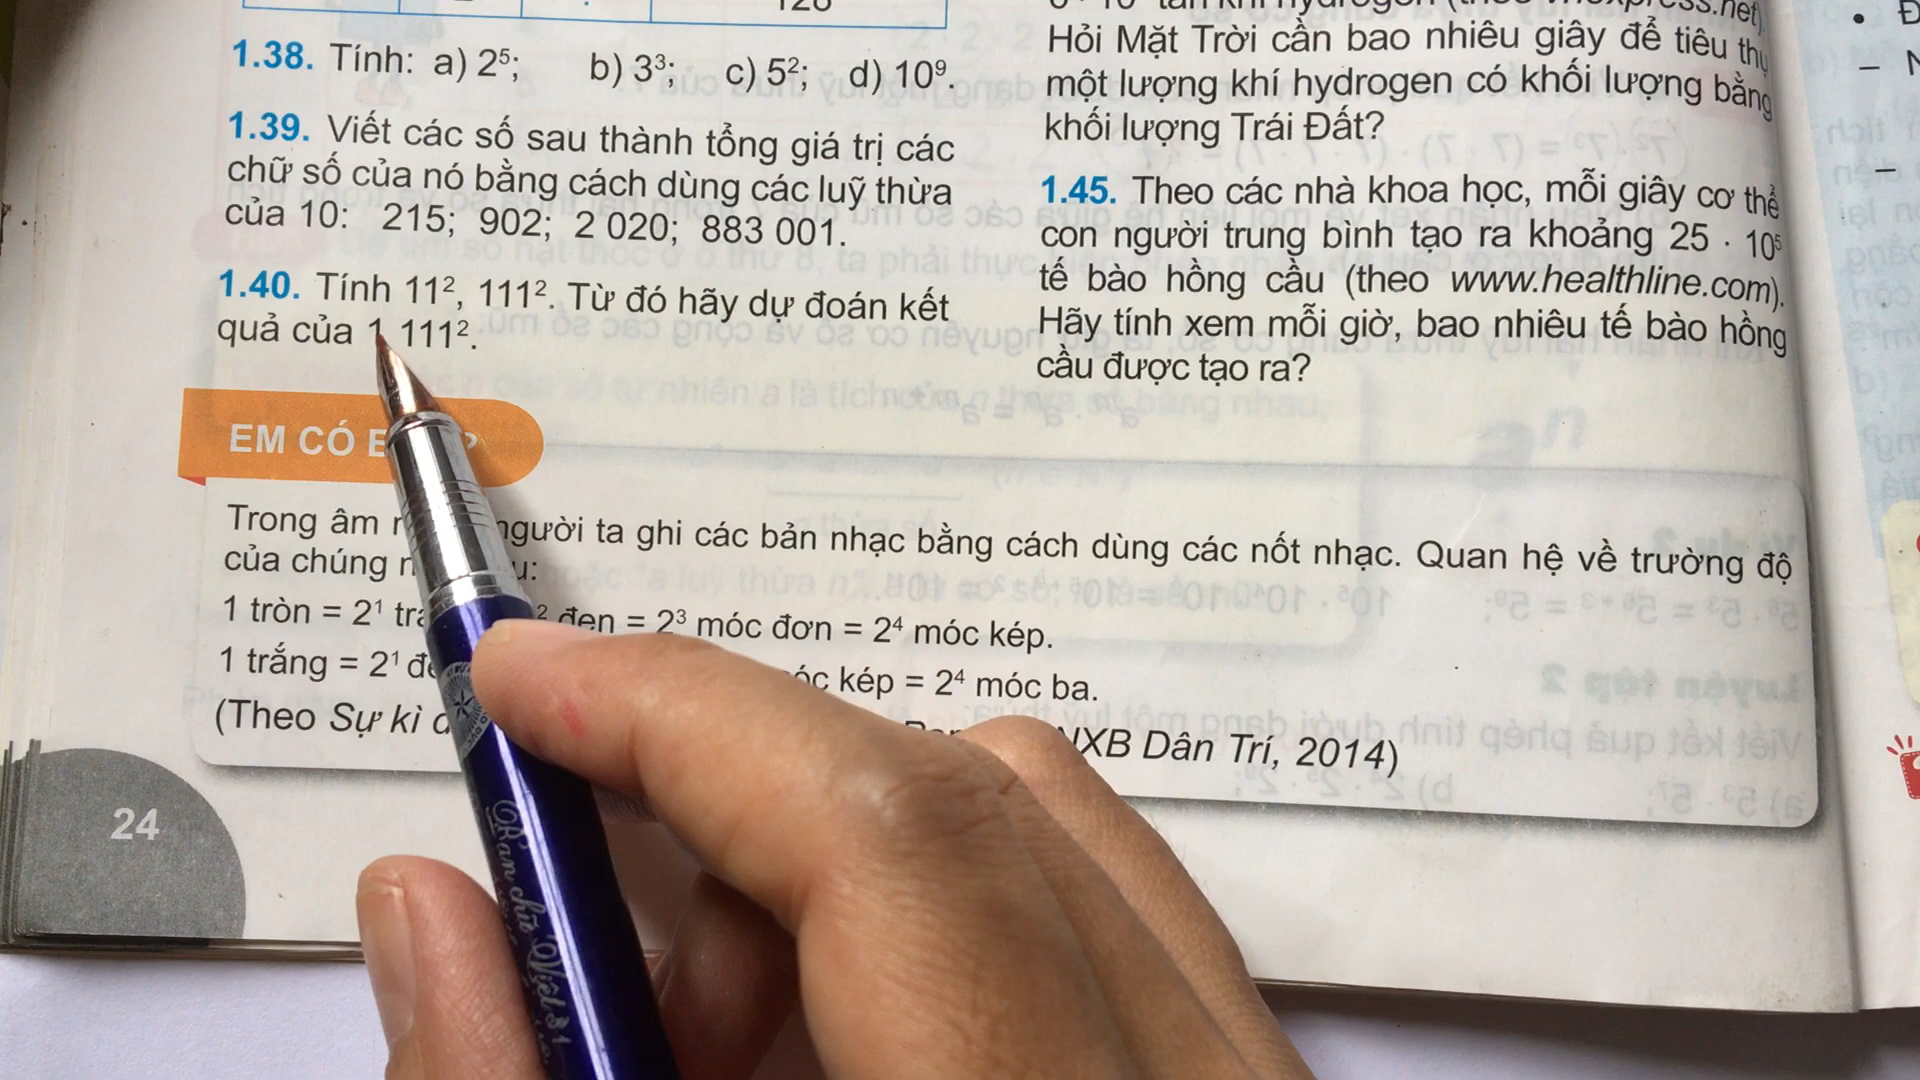 128
1.38. Tính: a) 2⁵; b) 3³; c) 5²; d) 10⁹.
1.39. Viết các số sau thành tổng giá trị các
chữ số của nó bằng cách dùng các luỹ thừa
của 10: 215; 902; 2 020; 883 001.
1.40. Tính 11², 111². Từ đó hãy dự đoán kết
quả của 1 111².
Hỏi Mặt Trời cần bao nhiêu giây để tiêu thụ
một lượng khí hydrogen có khối lượng bằng
khối lượng Trái Đất?
1.45. Theo các nhà khoa học, mỗi giây cơ thể
con người trung bình tạo ra khoảng 25 · 10⁵
tế bào hồng cầu (theo www.healthline.com).
Hãy tính xem mỗi giờ, bao nhiêu tế bào hồng
cầu được tạo ra?
EM CÓ
Trong âm người ta ghi các bản nhạc bằng cách dùng các nốt nhạc. Quan hệ về trường độ
của chúng
1 tròn = 2¹ đen = 2³ móc đơn = 2⁴ móc kép.
1 trắng = 2¹ kép = 2⁴ móc ba.
(Theo Sự kì NXB Dân Trí, 2014)
24